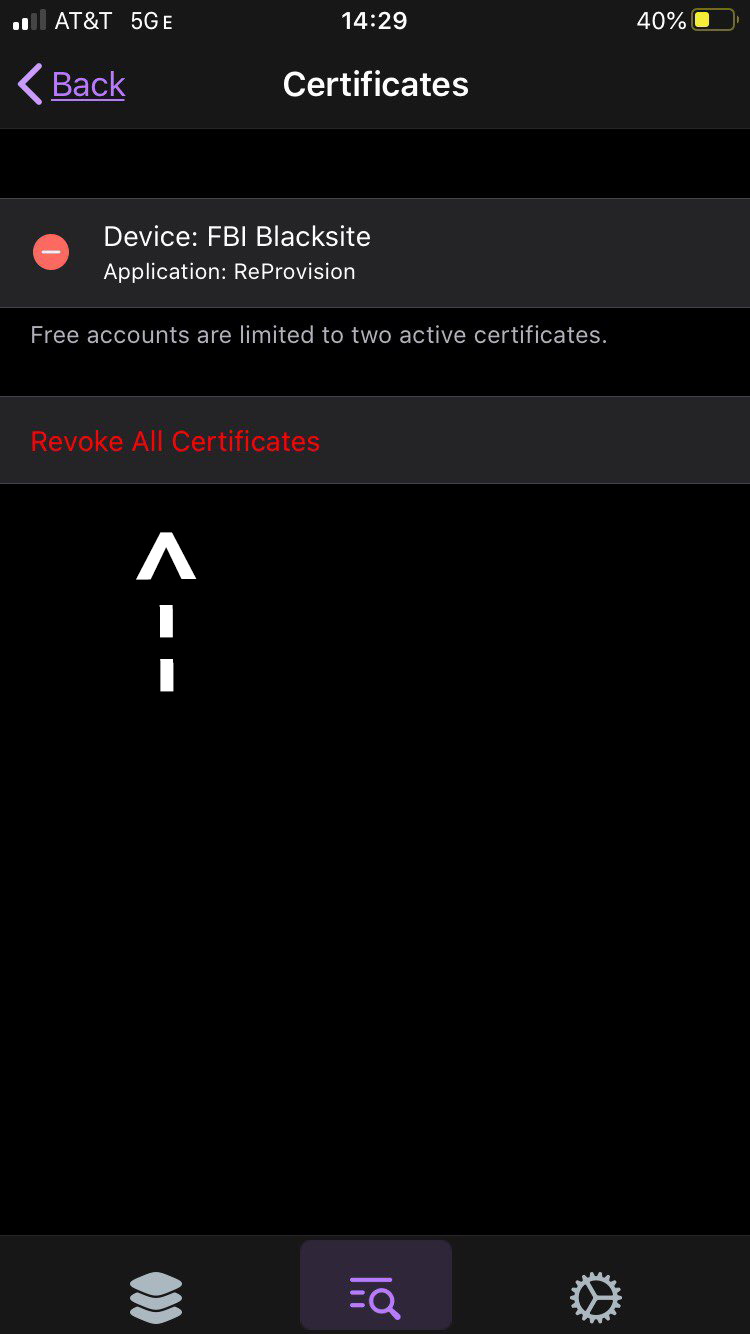 AT&T 5GE 14:29 40%
Back Certificates
Device: FBI Blacksite
Application: ReProvision
Free accounts are limited to two active certificates.
Revoke All Certificates